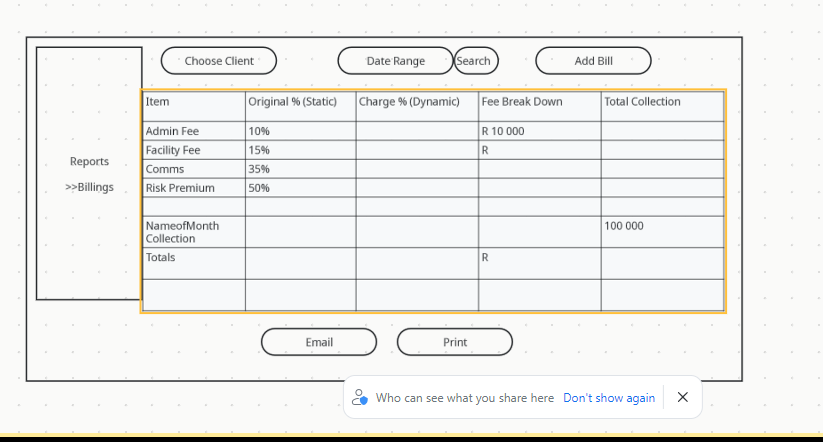 Choose Client Date Range Search Add Bill
Item Original % (Static) Charge % (Dynamic) Fee Break Down Total Collection
Admin Fee 10% R 10 000
Facility Fee 15% R
Comms 35%
Risk Premium 50%
NameofMonth 100 000
Collection
Totals R
Reports
>>Billings
Email Print
Who can see what you share here Don't show again